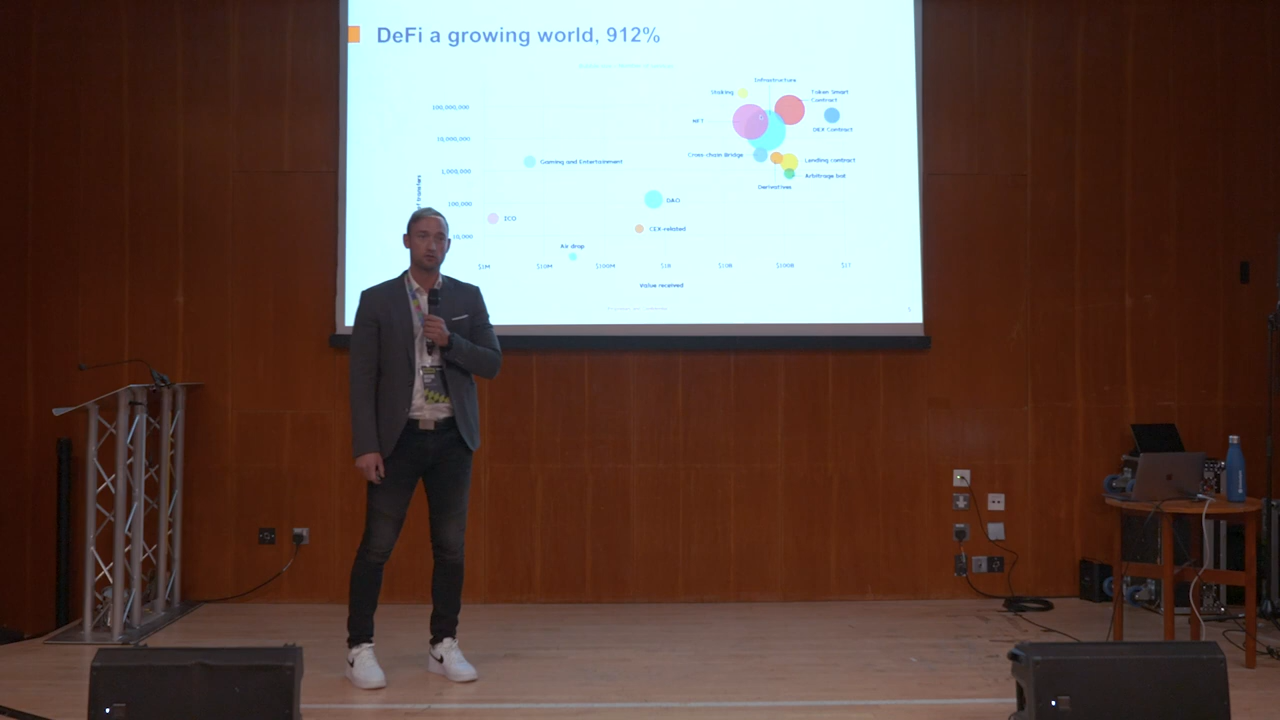 DeFi a growing world, 912%
Infrastructure
Staking
Token Smart
Contract
100,000,000
NFT
DEX Contract
10,000,000
Cross-chain Bridge
Gaming and Entertainment
Lending contract
1,000,000
Arbitrage bot
Derivatives
of transfers
100,000
DAO
ICO
CEX-related
10,000
Air drop
$1M
$10M
$100M
$1B
$10B
$100B
$1T
Value received